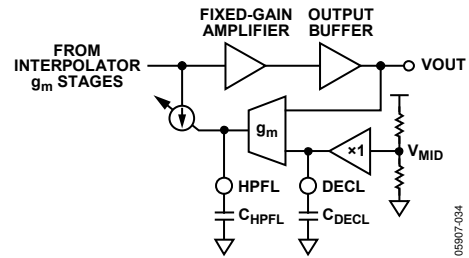 FIXED-GAIN
AMPLIFIER
OUTPUT
BUFFER
FROM
INTERPOLATOR
gm STAGES
VOUT
gm
×1
VMID
HPFL
DECL
CHPFL
CDECL
05907-034